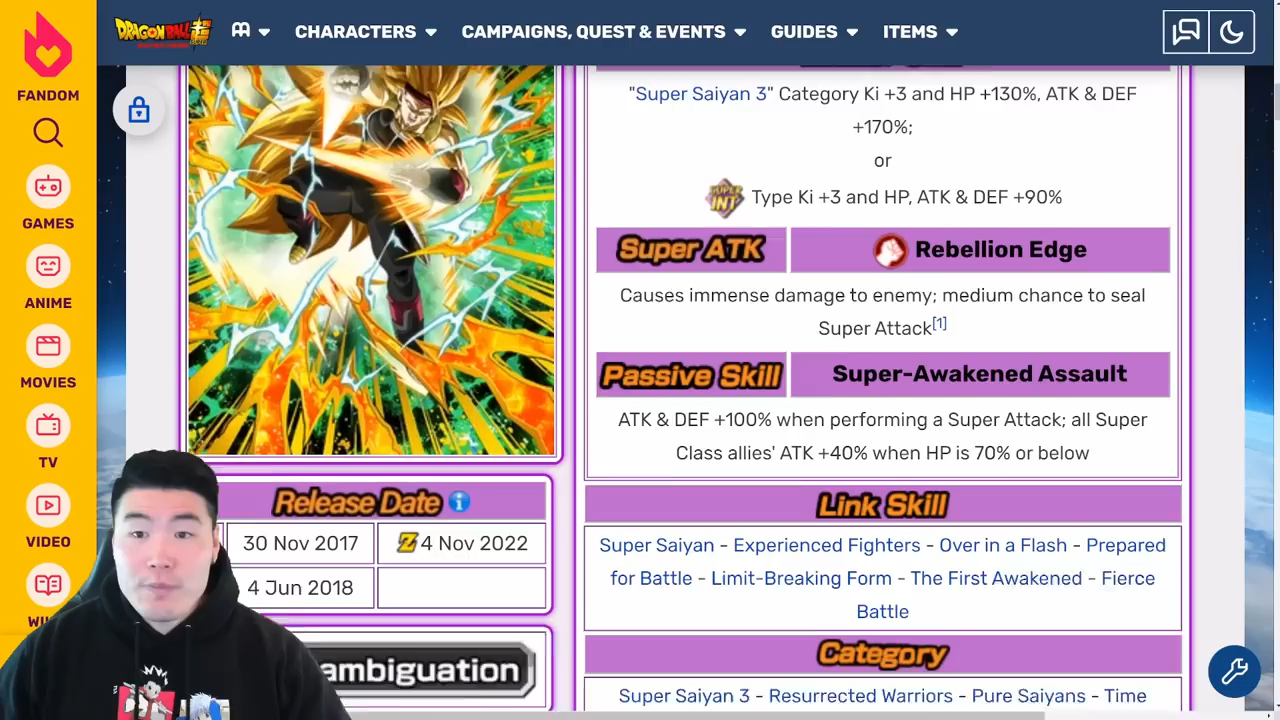 DRAGONBALL
CHARACTERS
CAMPAIGNS, QUEST & EVENTS
GUIDES
ITEMS
FANDOM
GAMES
ANIME
MOVIES
TV
VIDEO
WI
"Super Saiyan 3" Category Ki +3 and HP +130%, ATK & DEF
+170%;
or
SUPER INT Type Ki +3 and HP, ATK & DEF +90%
Super ATK Rebellion Edge
Causes immense damage to enemy; medium chance to seal
Super Attack[1]
Passive Skill Super-Awakened Assault
ATK & DEF +100% when performing a Super Attack; all Super
Class allies' ATK +40% when HP is 70% or below
Link Skill
Super Saiyan - Experienced Fighters - Over in a Flash - Prepared
for Battle - Limit-Breaking Form - The First Awakened - Fierce
Battle
Category
Super Saiyan 3 - Resurrected Warriors - Pure Saiyans - Time
Release Date
30 Nov 2017 Z 4 Nov 2022
4 Jun 2018
ambiguation